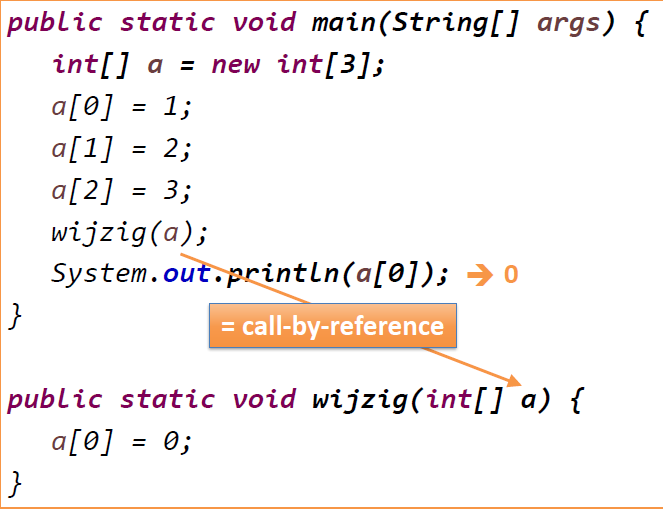 public static void main(String[] args) {
int[] a = new int[3];
a[0] = 1;
a[1] = 2;
a[2] = 3;
wijzig(a);
System.out.println(a[0]); ➔ 0
}
= call-by-reference
public static void wijzig(int[] a) {
a[0] = 0;
}